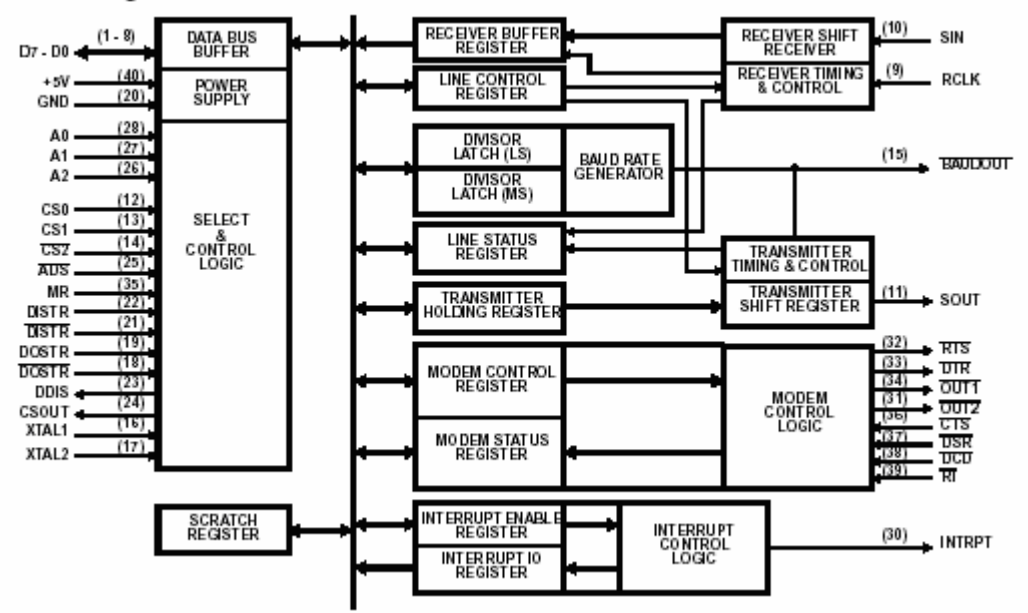 D7 - D0
(1 - 8)
+5V
(40)
GND
(20)
A0
(28)
A1
(27)
A2
(26)
CS0
(12)
CS1
(13)
CS2
(14)
ADS
(25)
MR
(35)
DISTR
(22)
DISTR
(21)
DOSTR
(19)
DOSTR
(18)
DDIS
(23)
CSOUT
(24)
XTAL1
(16)
XTAL2
(17)
DATA BUS
BUFFER
POWER
SUPPLY
SELECT
&
CONTROL
LOGIC
SCRATCH
REGISTER
RECEIVER BUFFER
REGISTER
LINE CONTROL
REGISTER
DIVISOR
LATCH (LS)
DIVISOR
LATCH (MS)
BAUD RATE
GENERATOR
LINE STATUS
REGISTER
TRANSMITTER
HOLDING REGISTER
MODEM CONTROL
REGISTER
MODEM STATUS
REGISTER
INTERRUPT ENABLE
REGISTER
INTERRUPT IO
REGISTER
INTERRUPT
CONTROL
LOGIC
RECEIVER SHIFT
RECEIVER
RECEIVER TIMING
& CONTROL
TRANSMITTER
TIMING & CONTROL
TRANSMITTER
SHIFT REGISTER
MODEM
CONTROL
LOGIC
(10)
SIN
(9)
RCLK
(15)
BAUDOUT
(11)
SOUT
(32)
RTS
(33)
DTR
(34)
OUT1
(31)
OUT2
(36)
CTS
(37)
DSR
(38)
DCD
(39)
RI
(30)
INTRPT